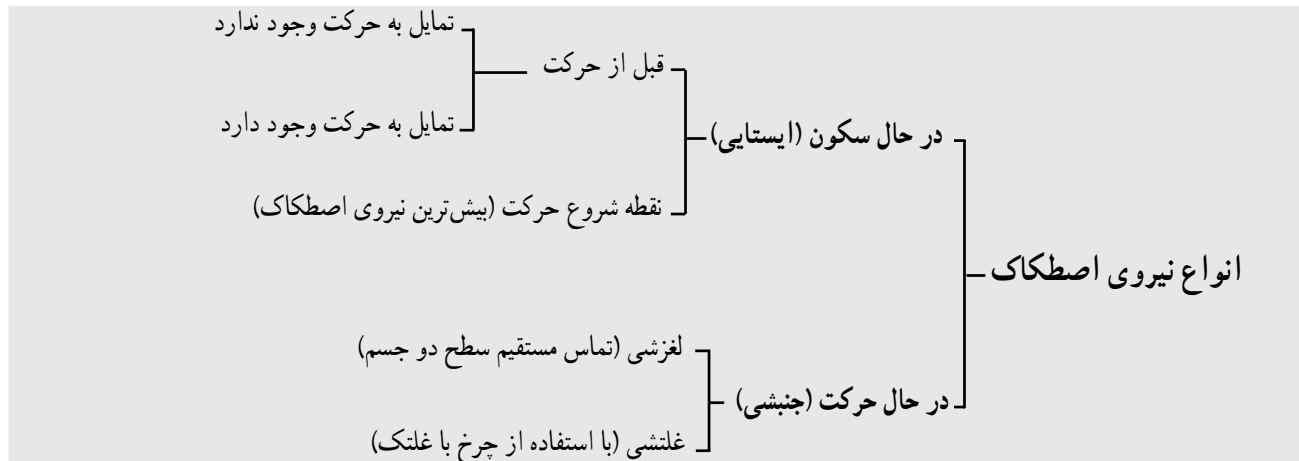 تمایل به حرکت وجود ندارد
قبل از حرکت
تمایل به حرکت وجود دارد
در حال سکون (ایستایی)
نقطه شروع حرکت (بیش‌ترین نیروی اصطکاک)
انواع نیروی اصطکاک
لغزشی (تماس مستقیم سطح دو جسم)
در حال حرکت (جنبشی)
غلتشی (با استفاده از چرخ با غلتک)